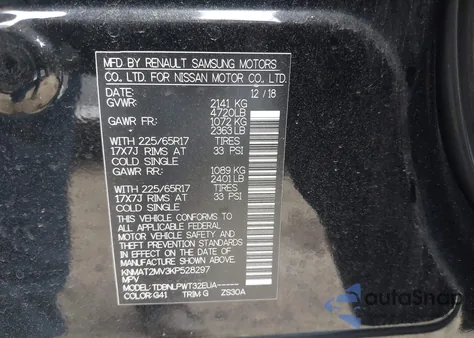 MFD BY RENAULT SAMSUNG MOTORS
CO. LTD. FOR NISSAN MOTOR CO., LTD.
DATE: 12 / 18
GVWR: 2141 KG
4720LB
GAWR FR: 1072 KG
2363LB
WITH 225/65R17 TIRES
17X7J RIMS AT 33 PSI
COLD SINGLE
GAWR RR: 1089 KG
2401LB
WITH 225/65R17 TIRES
17X7J RIMS AT 33 PSI
COLD SINGLE
THIS VEHICLE CONFORMS TO
ALL APPLICABLE FEDERAL
MOTOR VEHICLE SAFETY
AND THEFT PREVENTION
STANDARDS IN EFFECT ON
THE DATE OF MANUFACTURE
SHOWN ABOVE.
KNMAT2MV3KP528297
MPV
MODEL: TDBNLPWT32EUA-----
COLOR: G41 TRIM G ZS30A
AutoSnap